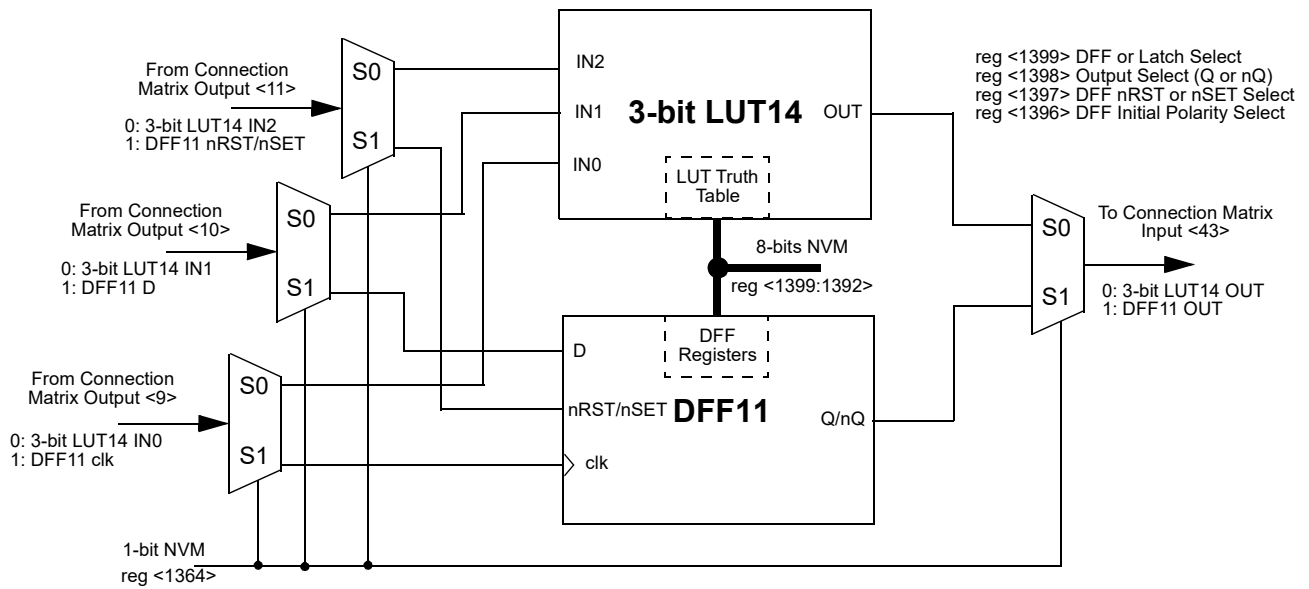 From Connection
Matrix Output <11>
0: 3-bit LUT14 IN2
1: DFF11 nRST/nSET
S0
S1
From Connection
Matrix Output <10>
0: 3-bit LUT14 IN1
1: DFF11 D
S0
S1
From Connection
Matrix Output <9>
0: 3-bit LUT14 IN0
1: DFF11 clk
S0
S1
1-bit NVM
reg <1364>
IN2
IN1
IN0
3-bit LUT14
OUT
LUT Truth
Table
8-bits NVM
reg <1399:1392>
DFF
Registers
D
nRST/nSET
DFF11
clk
Q/nQ
reg <1399> DFF or Latch Select
reg <1398> Output Select (Q or nQ)
reg <1397> DFF nRST or nSET Select
reg <1396> DFF Initial Polarity Select
S0
S1
To Connection Matrix
Input <43>
0: 3-bit LUT14 OUT
1: DFF11 OUT